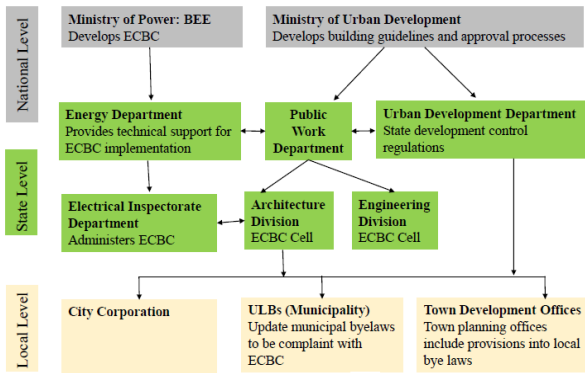 National Level
Ministry of Power: BEE
Develops ECBC
Ministry of Urban Development
Develops building guidelines and approval processes
State Level
Energy Department
Provides technical support for
ECBC implementation
Public
Work
Department
Urban Development Department
State development control
regulations
Electrical Inspectorate
Department
Administers ECBC
Architecture
Division
ECBC Cell
Engineering
Division
ECBC Cell
Local Level
City Corporation
ULBs (Municipality)
Update municipal byelaws
to be complaint with
ECBC
Town Development Offices
Town planning offices
include provisions into local
bye laws